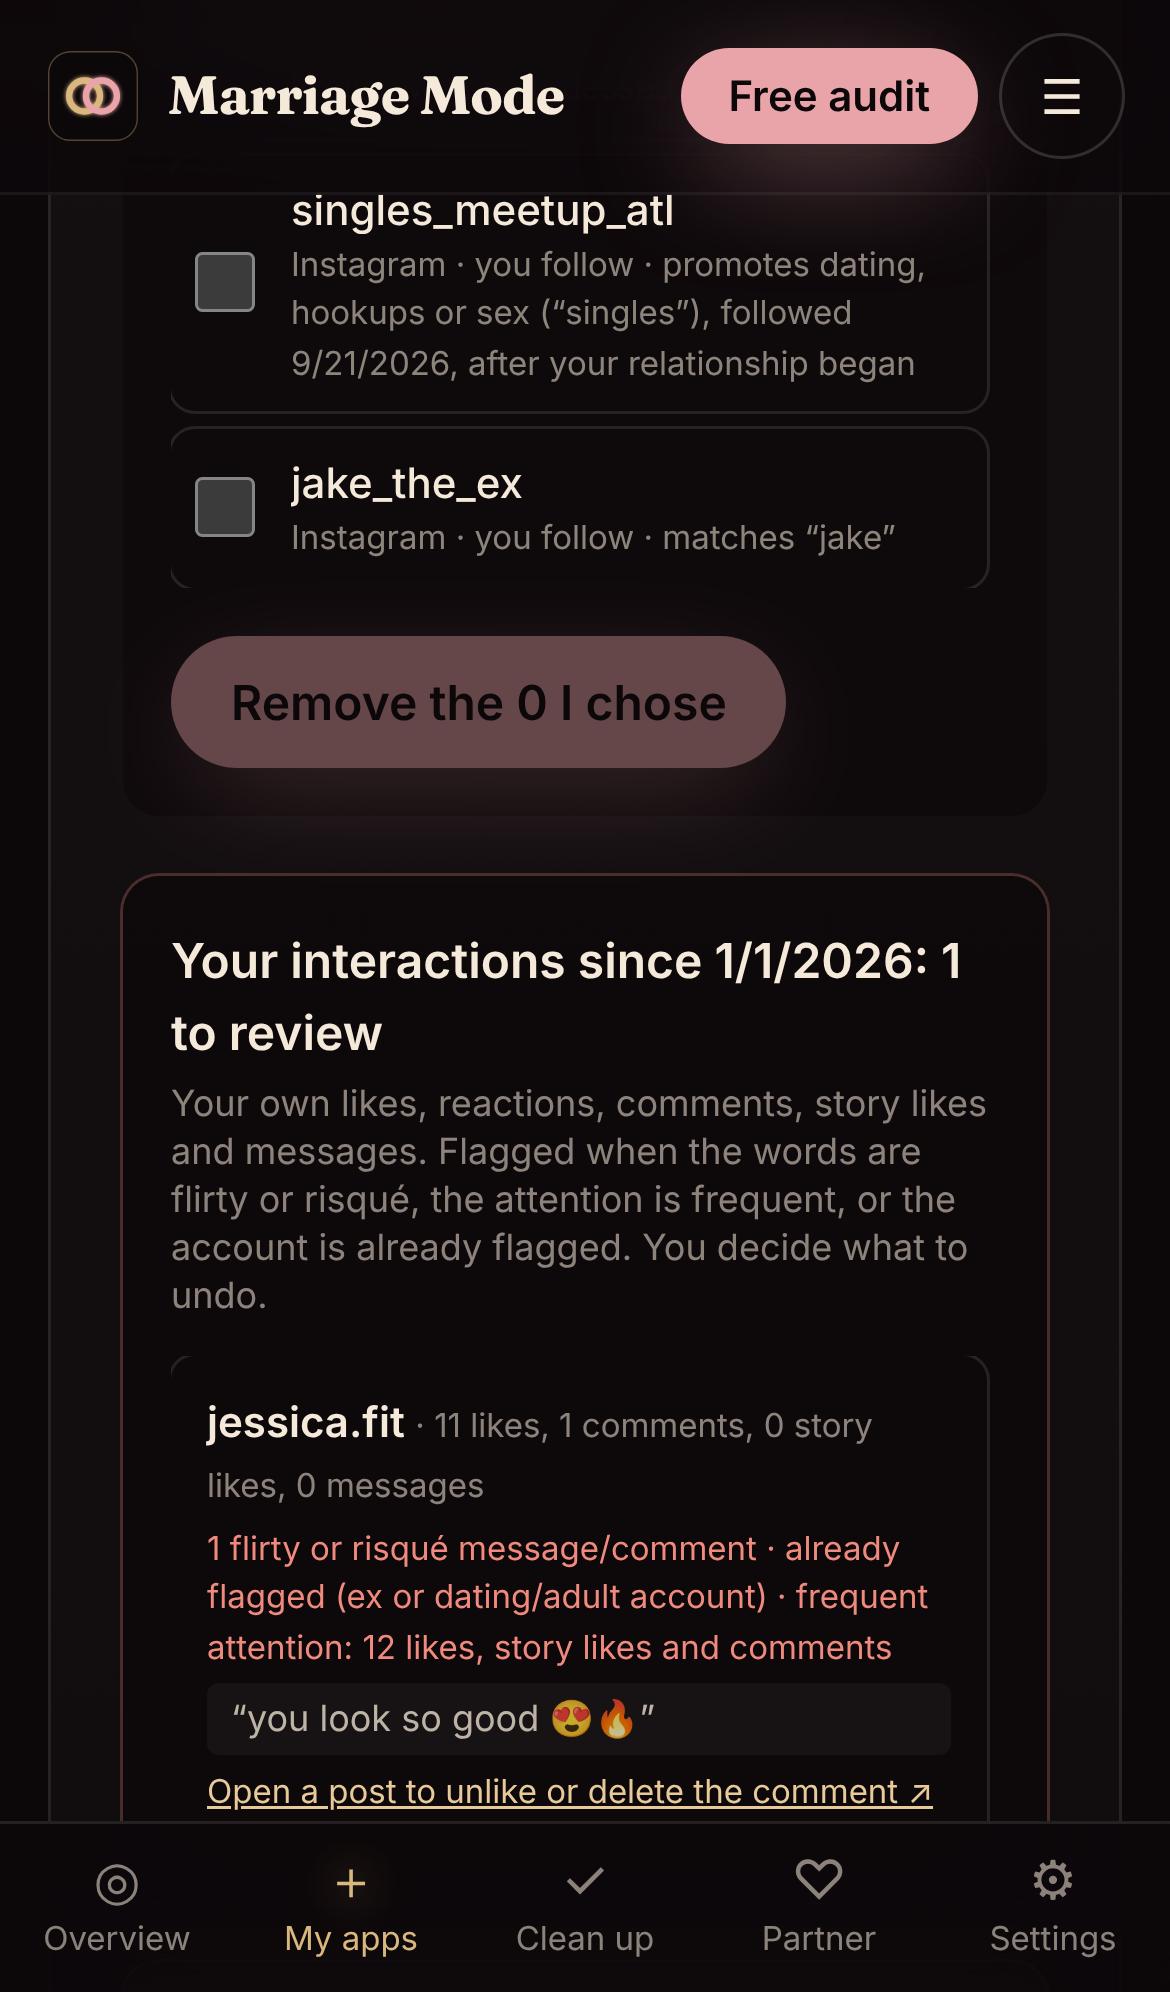 Marriage Mode
Free audit
☰
singles_meetup_atl
Instagram · you follow · promotes dating,
hookups or sex (“singles”), followed
9/21/2026, after your relationship began
jake_the_ex
Instagram · you follow · matches “jake”
Remove the 0 I chose
Your interactions since 1/1/2026: 1
to review
Your own likes, reactions, comments, story likes
and messages. Flagged when the words are
flirty or risqué, the attention is frequent, or the
account is already flagged. You decide what to
undo.
jessica.fit · 11 likes, 1 comments, 0 story
likes, 0 messages
1 flirty or risqué message/comment · already
flagged (ex or dating/adult account) · frequent
attention: 12 likes, story likes and comments
“you look so good 😍🔥”
Open a post to unlike or delete the comment ↗
Overview
My apps
Clean up
Partner
Settings